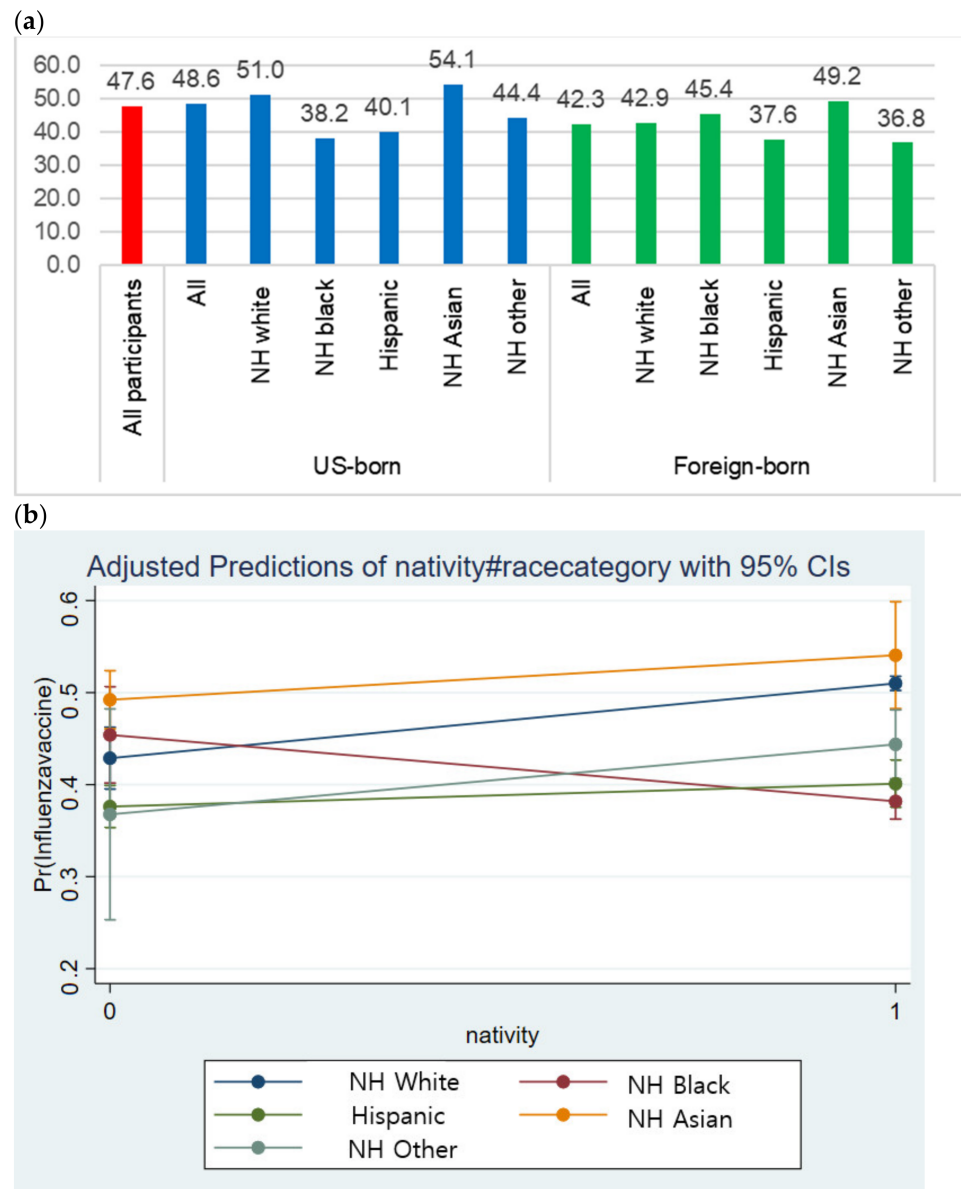 (a)
60.0
50.0
40.0
30.0
20.0
10.0
0.0
47.6 48.6 51.0 38.2 40.1 54.1 44.4 42.3 42.9 45.4 37.6 49.2 36.8
All participants
All
NH white
NH black
Hispanic
NH Asian
NH other
All
NH white
NH black
Hispanic
NH Asian
NH other
US-born
Foreign-born
(b)
Adjusted Predictions of nativity#racecategory with 95% CIs
Pr(Influenzavaccine)
0.6
0.5
0.4
0.3
0.2
0 1
nativity
NH White NH Black
Hispanic NH Asian
NH Other